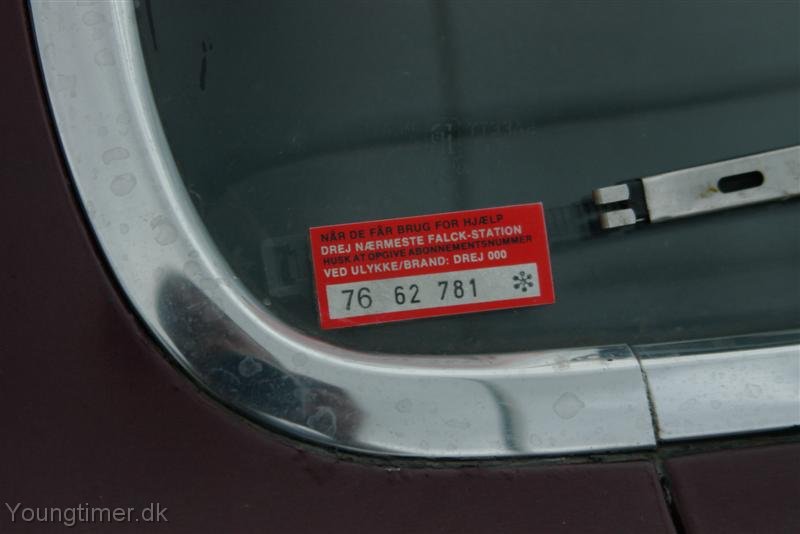 NÅR DE FÅR BRUG FOR HJÆLP
DREJ NÆRMESTE FALCK-STATION
HUSK AT OPGIVE ABONNEMENTSNUMMER
VED ULYKKE/BRAND: DREJ 000
76 62 781
Youngtimer.dk